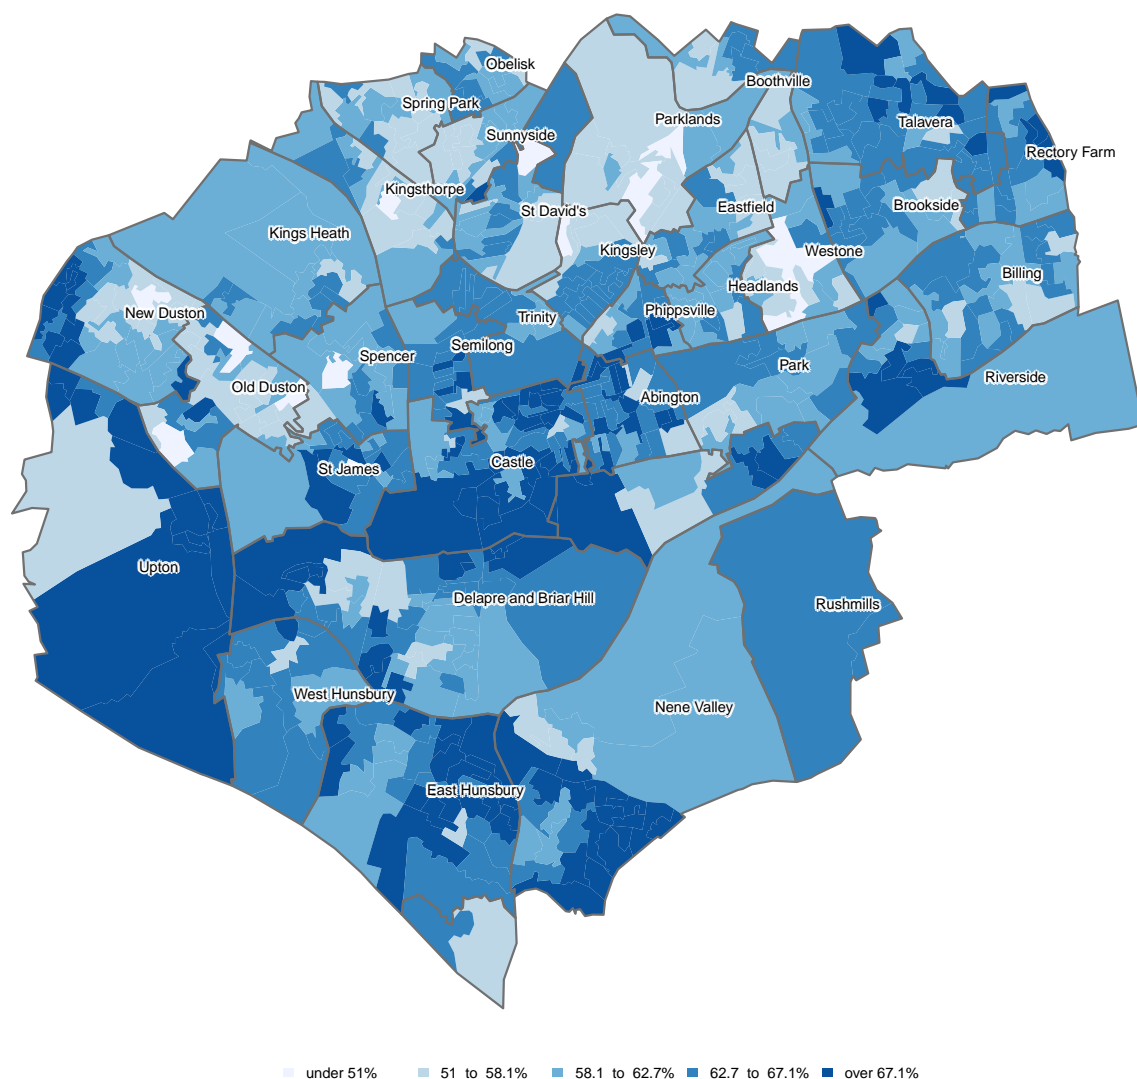 Obelisk
Boothville
Spring Park
Parklands
Talavera
Sunnyside
Rectory Farm
Kingsthorpe
Brookside
St David's
Eastfield
Kings Heath
Kingsley
Westone
Billing
Headlands
New Duston
Phippsville
Trinity
Semilong
Spencer
Park
Riverside
Old Duston
Abington
St James
Castle
Upton
Delapre and Briar Hill
Rushmills
West Hunsbury
Nene Valley
East Hunsbury
under 51% 51 to 58.1% 58.1 to 62.7% 62.7 to 67.1% over 67.1%